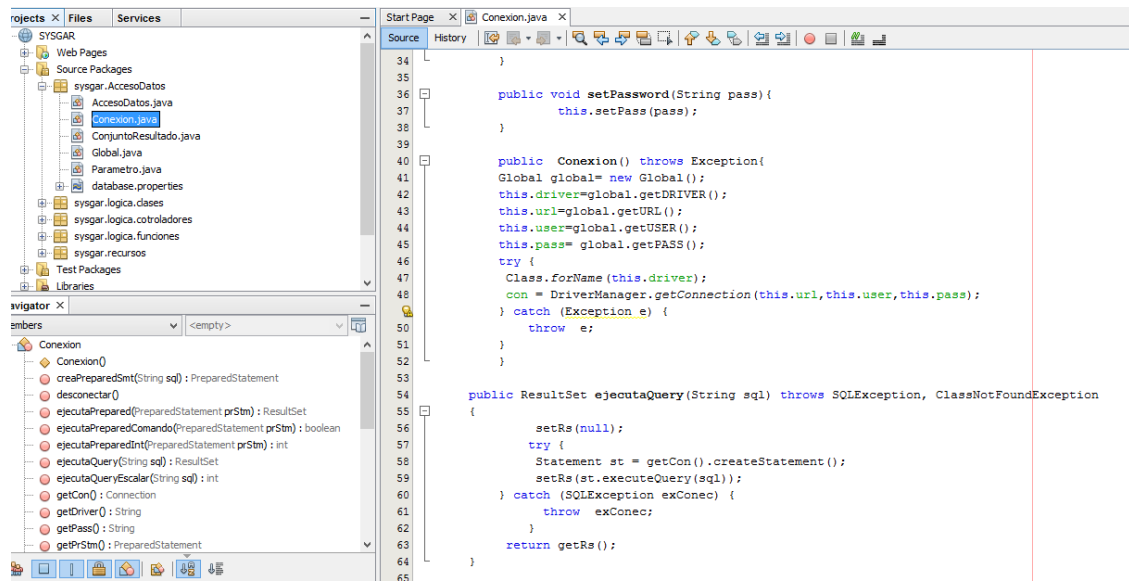 rojects × Files Services
SYSGAR
Web Pages
Source Packages
sysgar.AccesoDatos
AccesoDatos.java
Conexion.java
ConjuntoResultado.java
Global.java
Parametro.java
database.properties
sysgar.logica.clases
sysgar.logica.cotroladores
sysgar.logica.funciones
sysgar.recursos
Test Packages
Libraries
avigator ×
embers <empty>
Conexion
Conexion()
creaPreparedSmt(String sql) : PreparedStatement
desconectar()
ejecutaPrepared(PreparedStatement prStm) : ResultSet
ejecutaPreparedComando(PreparedStatement prStm) : boolean
ejecutaPreparedInt(PreparedStatement prStm) : int
ejecutaQuery(String sql) : ResultSet
ejecutaQueryEscalar(String sql) : int
getCon() : Connection
getDriver() : String
getPass() : String
getPrStm() : PreparedStatement
Start Page × Conexion.java ×
Source History
34 }
35
36 public void setPassword(String pass){
37 this.setPass(pass);
38 }
39
40 public Conexion() throws Exception{
41 Global global= new Global();
42 this.driver=global.getDRIVER();
43 this.url=global.getURL();
44 this.user=global.getUSER();
45 this.pass= global.getPASS();
46 try {
47 Class.forName(this.driver);
48 con = DriverManager.getConnection(this.url,this.user,this.pass);
} catch (Exception e) {
50 throw e;
51 }
52 }
53
54 public ResultSet ejecutaQuery(String sql) throws SQLException, ClassNotFoundException
55 {
56 setRs(null);
57 try {
58 Statement st = getCon().createStatement();
59 setRs(st.executeQuery(sql));
60 } catch (SQLException exConec) {
61 throw exConec;
62 }
63 return getRs();
64 }
65